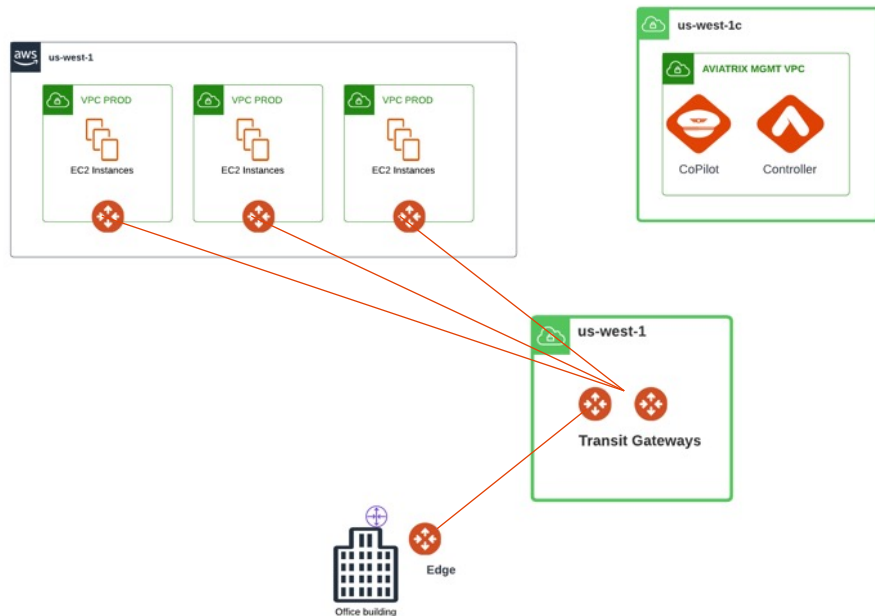 aws
us-west-1
VPC PROD
VPC PROD
VPC PROD
EC2 Instances
EC2 Instances
EC2 Instances
us-west-1c
AVIATRIX MGMT VPC
CoPilot
Controller
us-west-1
Transit Gateways
Edge
Office building